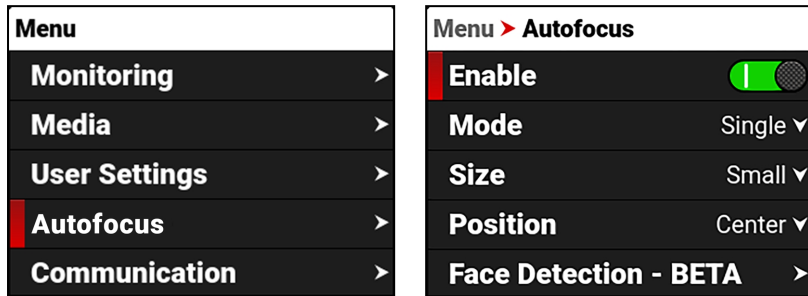 Menu
Monitoring
Media
User Settings
Autofocus
Communication
Menu > Autofocus
Enable
Mode Single
Size Small
Position Center
Face Detection - BETA